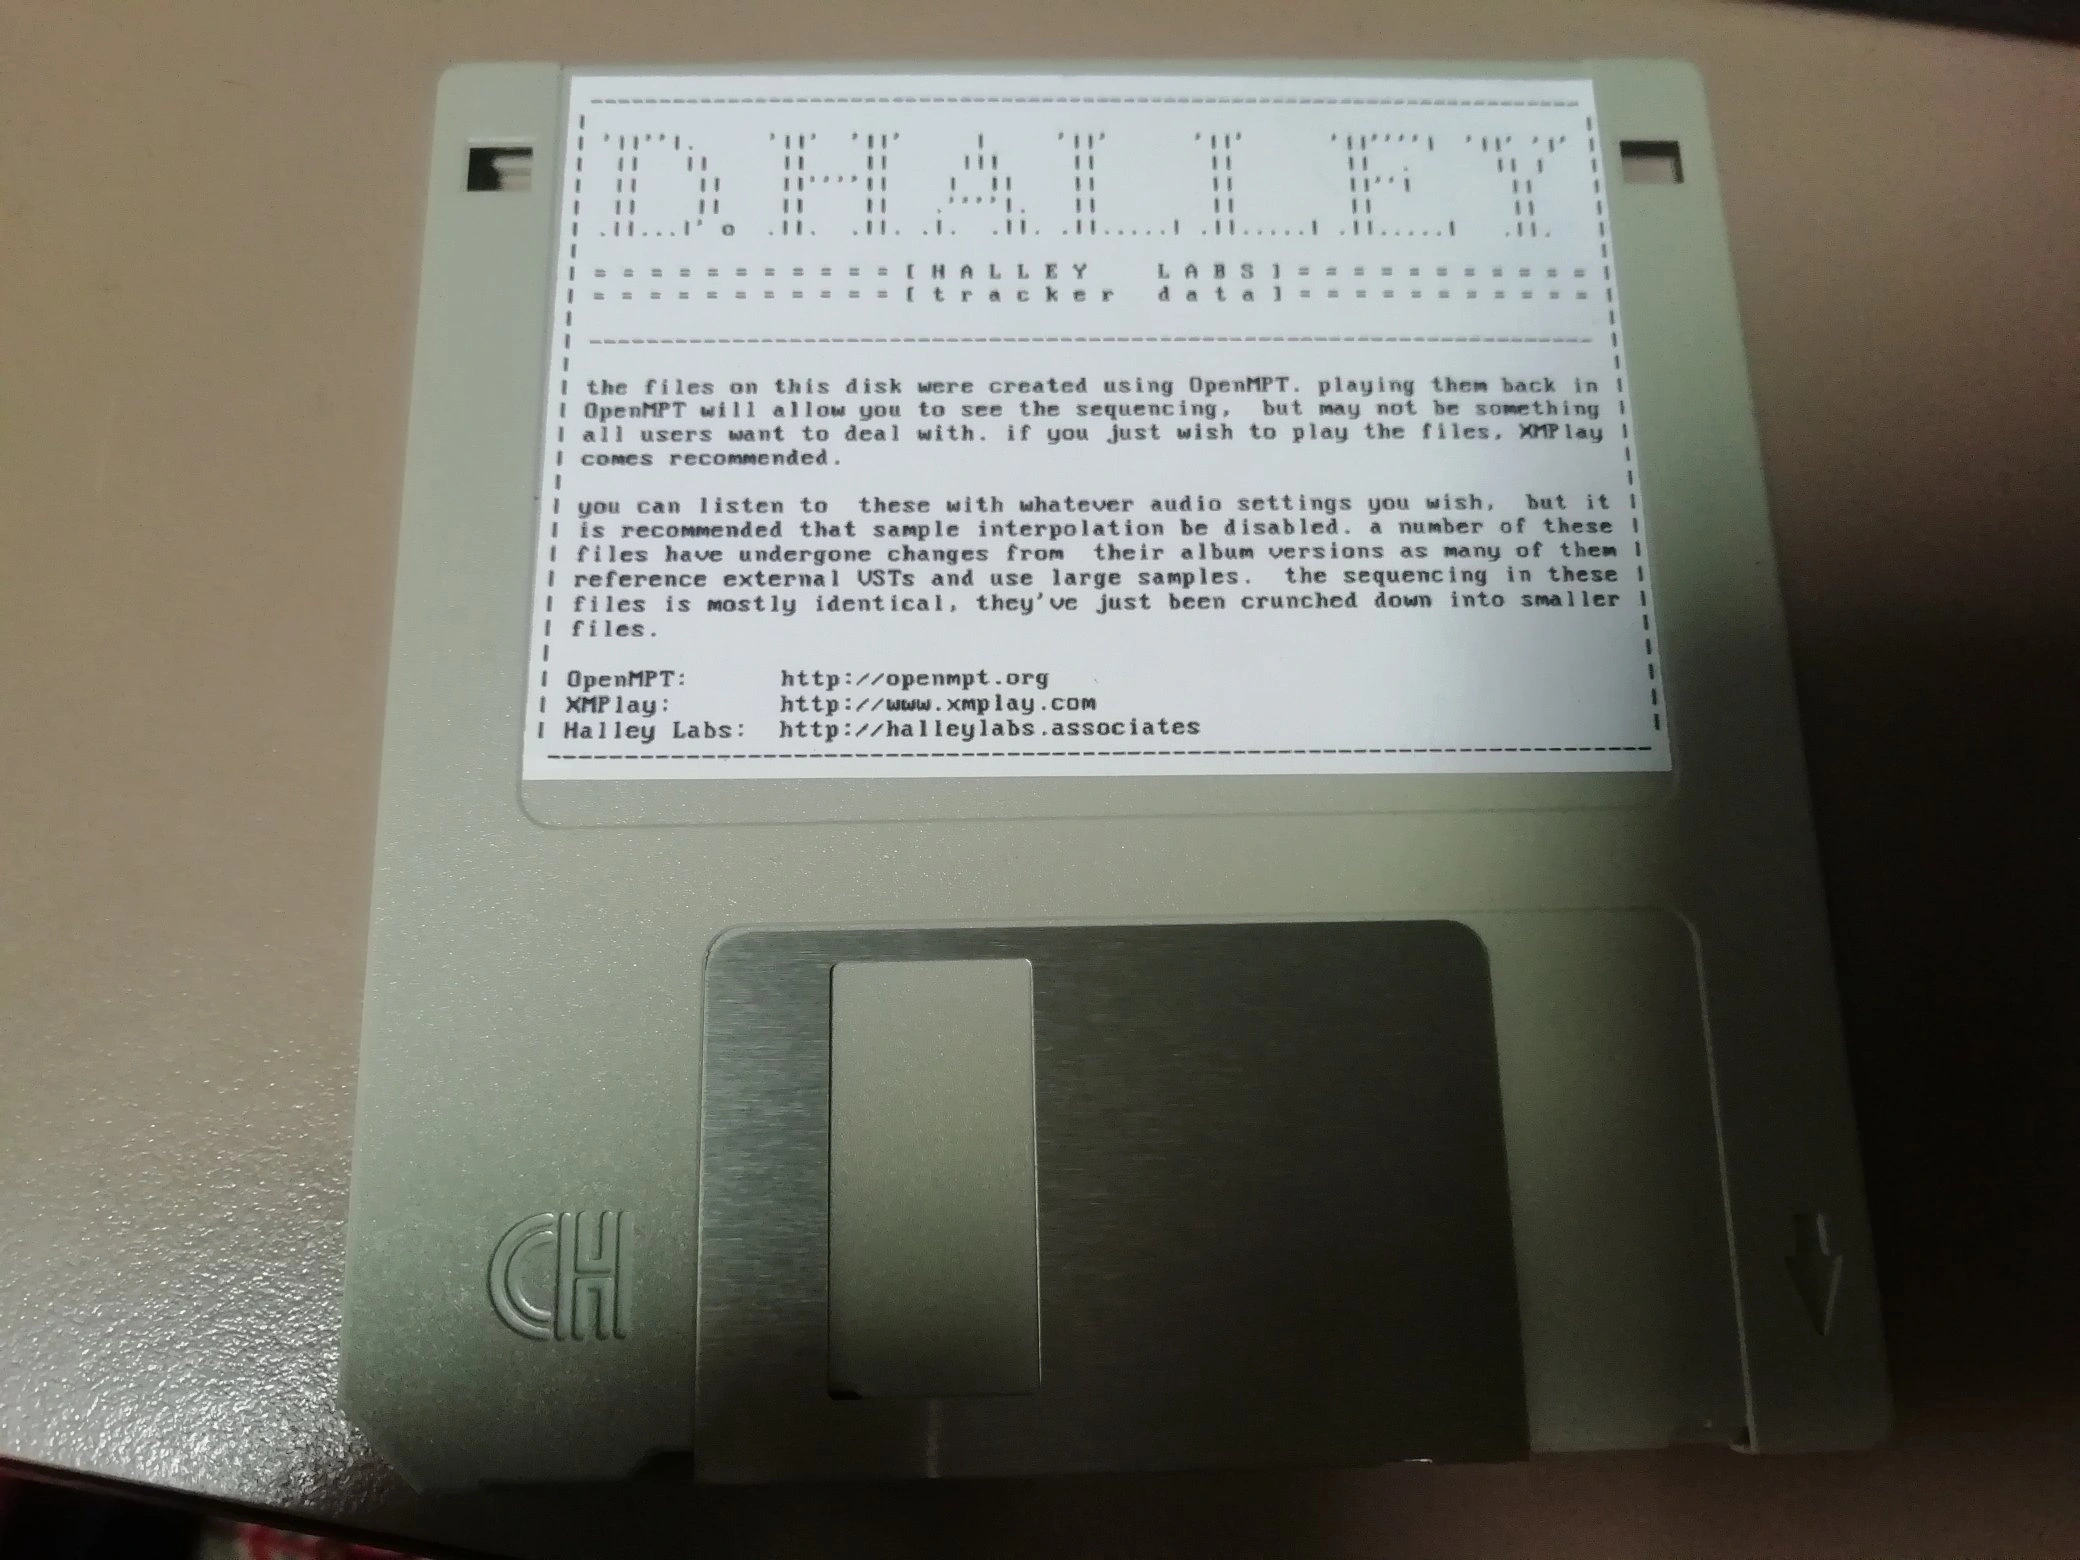 D.HALLEY
===========[HALLEY LABS]===========
===========[tracker data]===========
the files on this disk were created using OpenMPT. playing them back in
OpenMPT will allow you to see the sequencing, but may not be something
all users want to deal with. if you just wish to play the files, XMPlay
comes recommended.
you can listen to these with whatever audio settings you wish, but it
is recommended that sample interpolation be disabled. a number of these
files have undergone changes from their album versions as many of them
reference external VSTs and use large samples. the sequencing in these
files is mostly identical, they've just been crunched down into smaller
files.
OpenMPT: http://openmpt.org
XMPlay: http://www.xmplay.com
Halley Labs: http://halleylabs.associates
CH